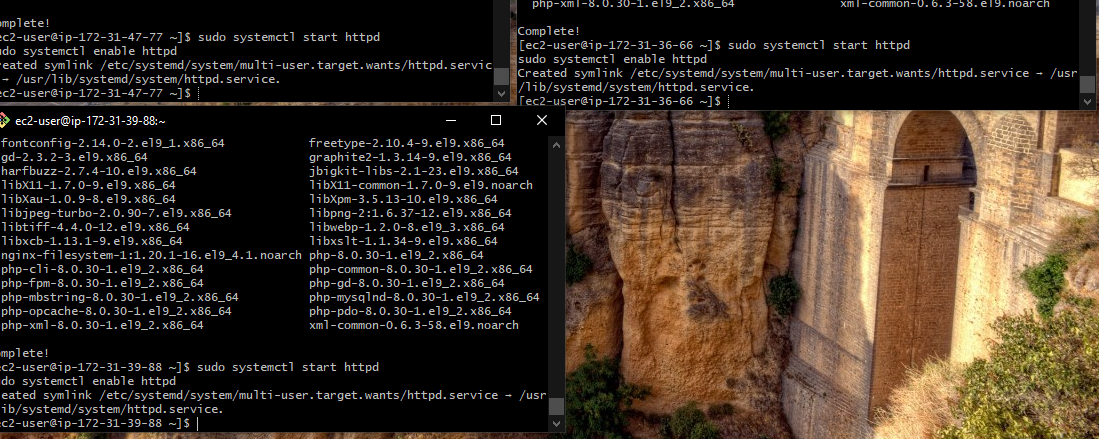 omplete!
ec2-user@ip-172-31-47-77 ~]$ sudo systemctl start httpd
udo systemctl enable httpd
reated symlink /etc/systemd/system/multi-user.target.wants/httpd.servic
→ /usr/lib/systemd/system/httpd.service.
ec2-user@ip-172-31-47-77 ~]$
php-xml-8.0.30-1.el9_2.x86_64 xml-common-0.6.3-58.el9.noarch
Complete!
[ec2-user@ip-172-31-36-66 ~]$ sudo systemctl start httpd
sudo systemctl enable httpd
Created symlink /etc/systemd/system/multi-user.target.wants/httpd.service → /usr
/lib/systemd/system/httpd.service.
[ec2-user@ip-172-31-36-66 ~]$
ec2-user@ip-172-31-39-88:~
fontconfig-2.14.0-2.el9_1.x86_64 freetype-2.10.4-9.el9.x86_64
gd-2.3.2-3.el9.x86_64 graphite2-1.3.14-9.el9.x86_64
harfbuzz-2.7.4-10.el9.x86_64 jbigkit-libs-2.1-23.el9.x86_64
libX11-1.7.0-9.el9.x86_64 libX11-common-1.7.0-9.el9.noarch
libXau-1.0.9-8.el9.x86_64 libXpm-3.5.13-10.el9.x86_64
libjpeg-turbo-2.0.90-7.el9.x86_64 libpng-2:1.6.37-12.el9.x86_64
libtiff-4.4.0-12.el9.x86_64 libwebp-1.2.0-8.el9_3.x86_64
libxcb-1.13.1-9.el9.x86_64 libxslt-1.1.34-9.el9.x86_64
nginx-filesystem-1:1.20.1-16.el9_4.1.noarch php-8.0.30-1.el9_2.x86_64
php-cli-8.0.30-1.el9_2.x86_64 php-common-8.0.30-1.el9_2.x86_64
php-fpm-8.0.30-1.el9_2.x86_64 php-gd-8.0.30-1.el9_2.x86_64
php-mbstring-8.0.30-1.el9_2.x86_64 php-mysqlnd-8.0.30-1.el9_2.x86_64
php-opcache-8.0.30-1.el9_2.x86_64 php-pdo-8.0.30-1.el9_2.x86_64
php-xml-8.0.30-1.el9_2.x86_64 xml-common-0.6.3-58.el9.noarch
omplete!
ec2-user@ip-172-31-39-88 ~]$ sudo systemctl start httpd
udo systemctl enable httpd
eated symlink /etc/systemd/system/multi-user.target.wants/httpd.service → /usr
ib/systemd/system/httpd.service.
ec2-user@ip-172-31-39-88 ~]$